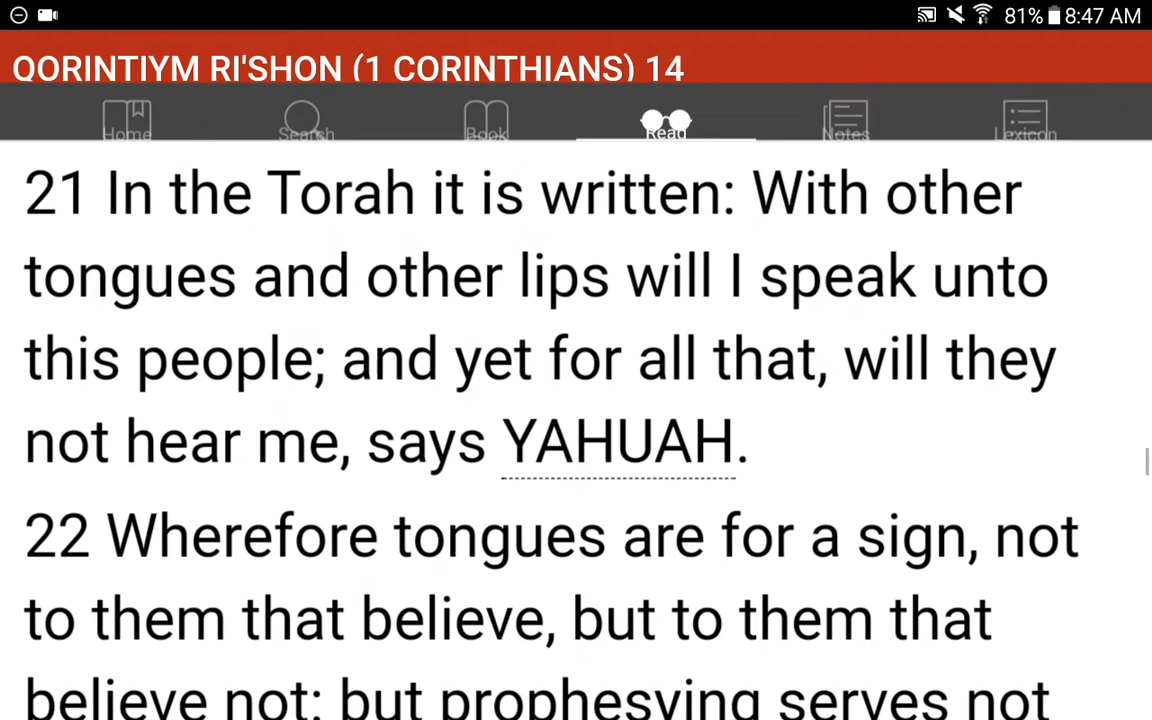 81% 8:47 AM
QORINTIYM RI'SHON (1 CORINTHIANS) 14
Home Search Book Read Notes Lexicon
21 In the Torah it is written: With other
tongues and other lips will I speak unto
this people; and yet for all that, will they
not hear me, says YAHUAH.
22 Wherefore tongues are for a sign, not
to them that believe, but to them that
believe not: but prophesying serves not